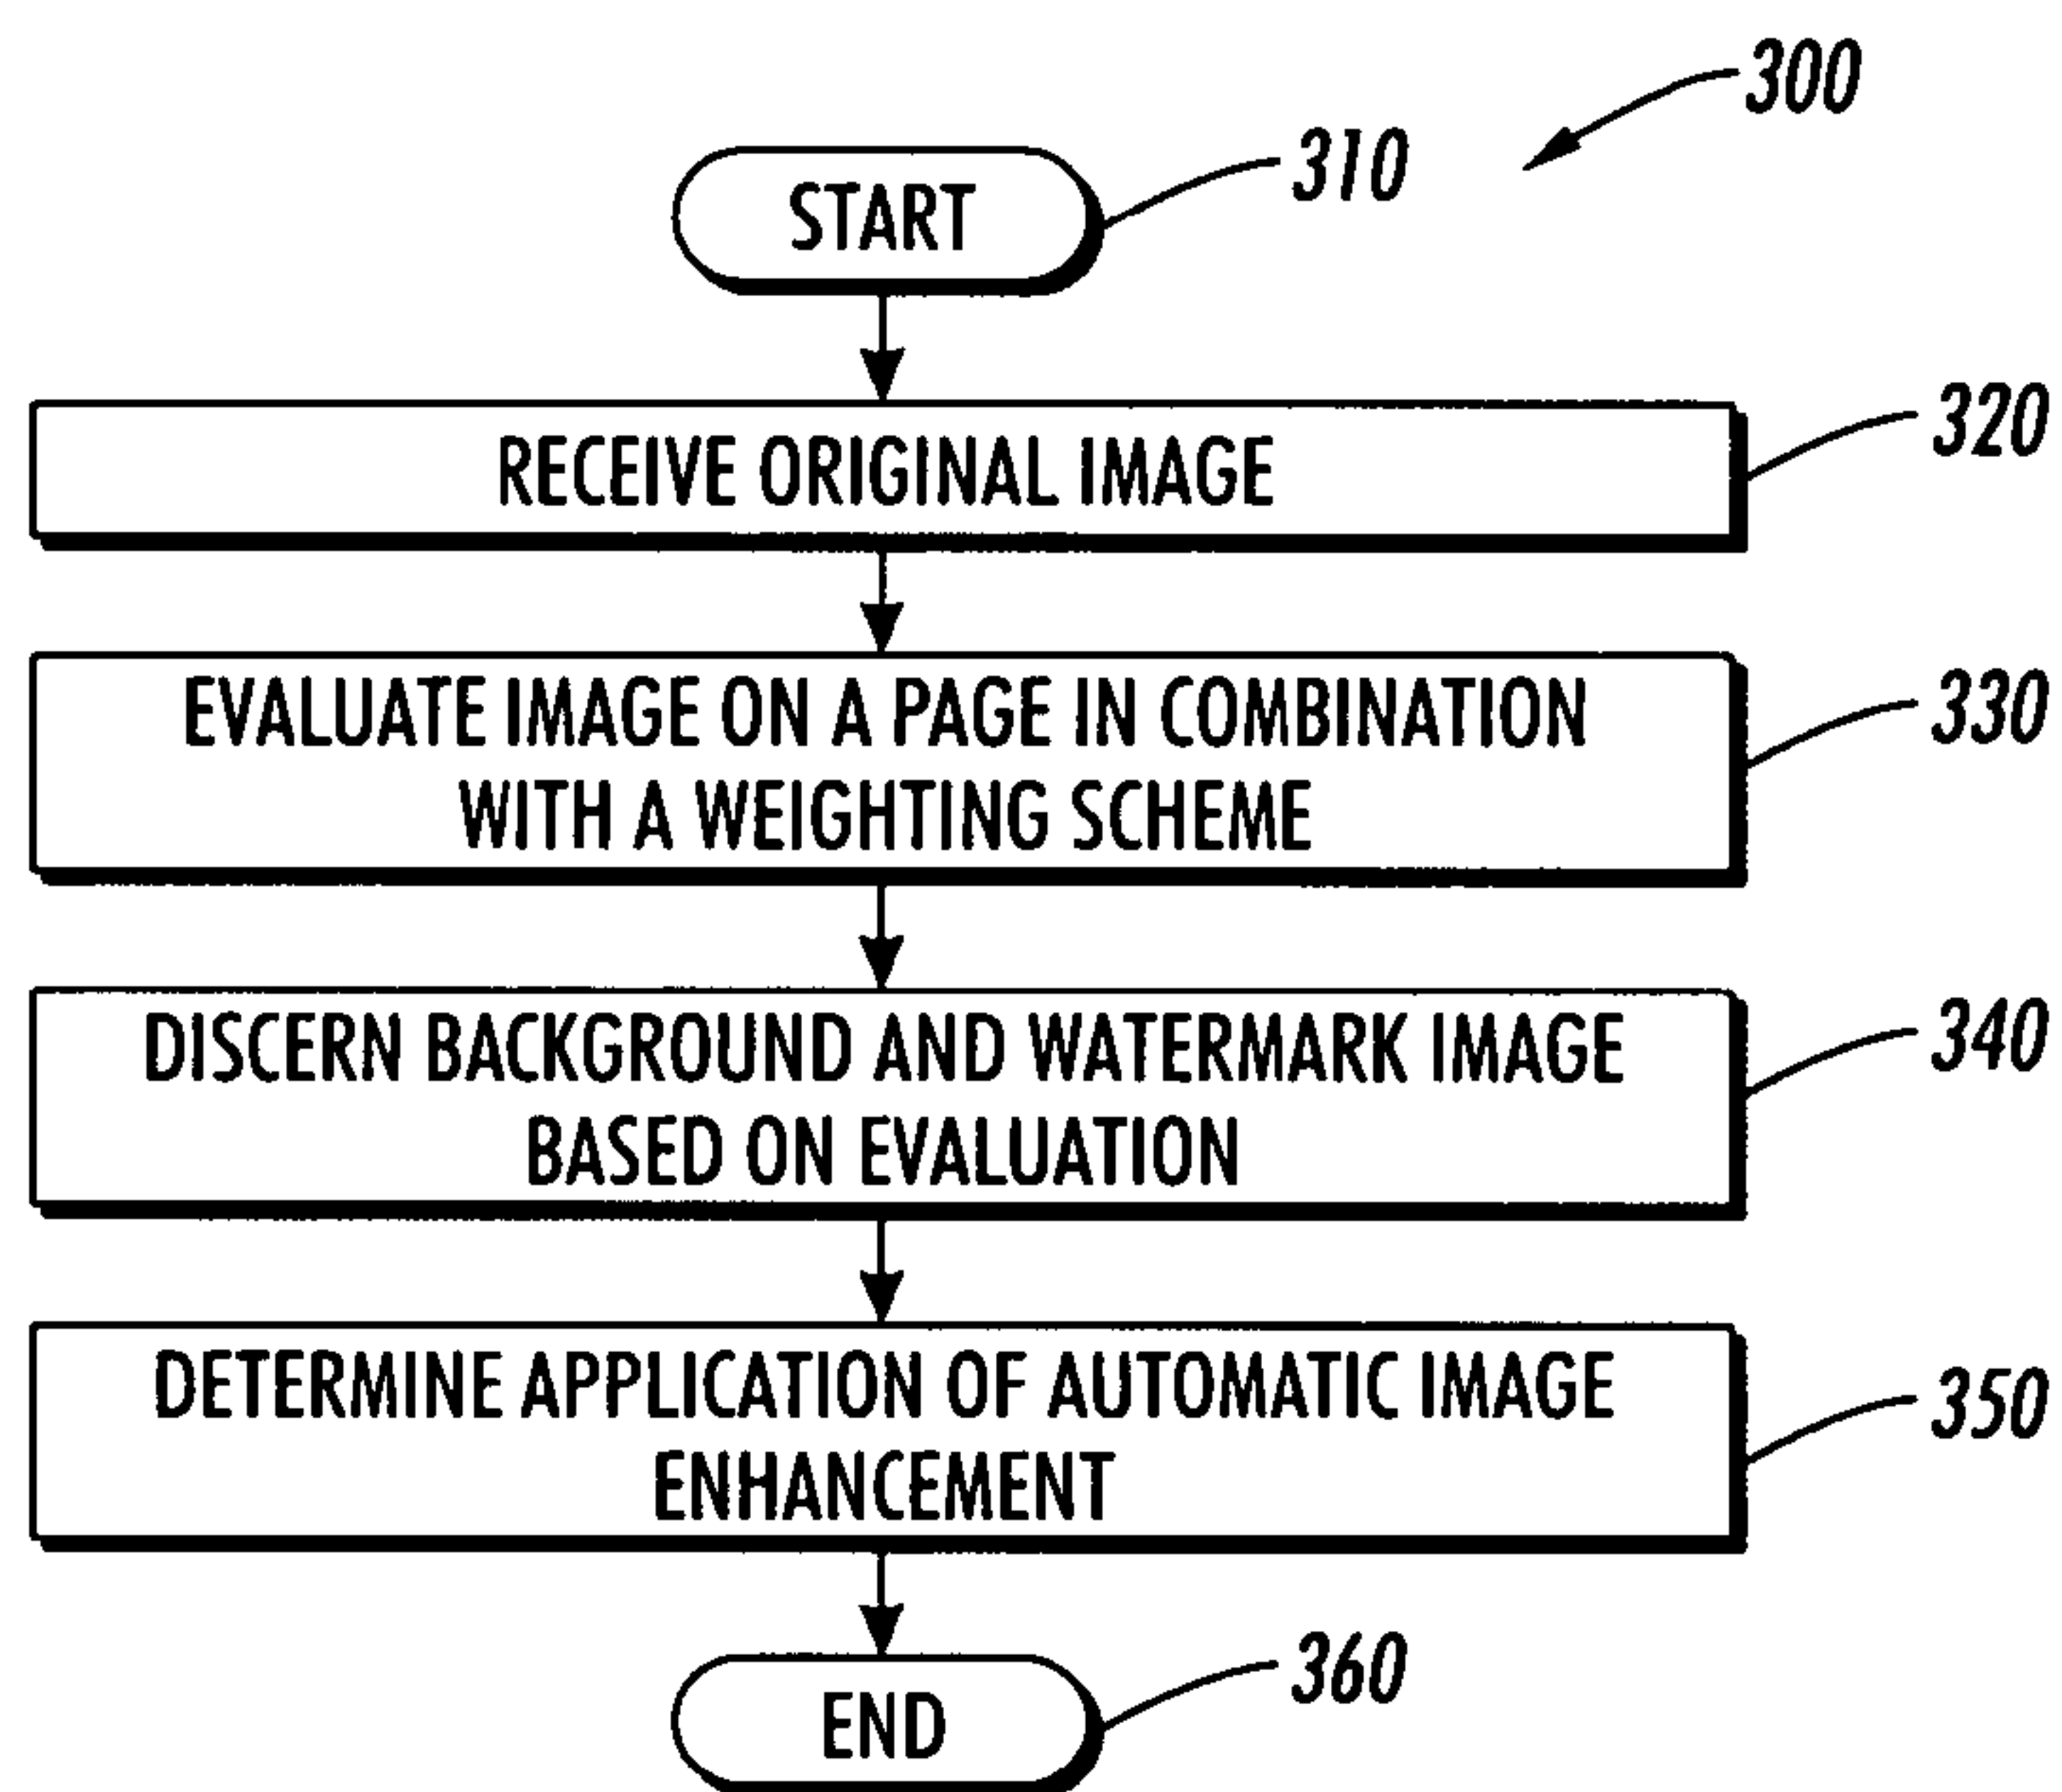 300
START
310
RECEIVE ORIGINAL IMAGE
320
EVALUATE IMAGE ON A PAGE IN COMBINATION
WITH A WEIGHTING SCHEME
330
DISCERN BACKGROUND AND WATERMARK IMAGE
BASED ON EVALUATION
340
DETERMINE APPLICATION OF AUTOMATIC IMAGE
ENHANCEMENT
350
END
360